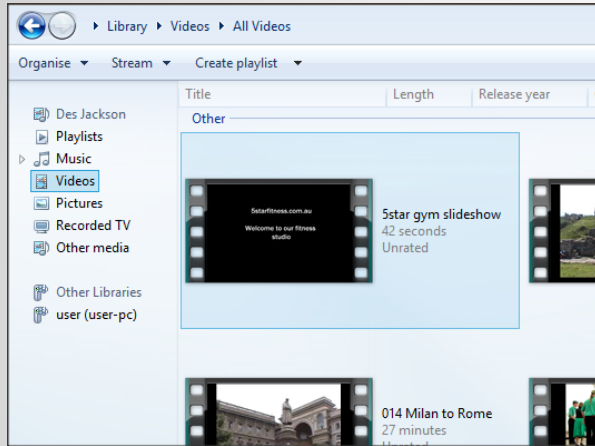 Library Videos All Videos
Organise Stream Create playlist
Title Length Release year
Des Jackson
Playlists
Music
Videos
Pictures
Recorded TV
Other media
Other Libraries
user (user-pc)
Other
5starfitness.com.au
Welcome to our fitness
studio
5star gym slideshow
42 seconds
Unrated
014 Milan to Rome
27 minutes
Unrated